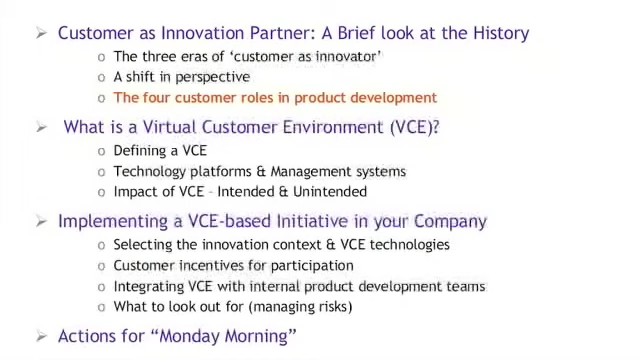 Customer as Innovation Partner: A Brief look at the History
The three eras of ‘customer as innovator’
A shift in perspective
The four customer roles in product development
What is a Virtual Customer Environment (VCE)?
Defining a VCE
Technology platforms & Management systems
Impact of VCE – Intended & Unintended
Implementing a VCE-based Initiative in your Company
Selecting the innovation context & VCE technologies
Customer incentives for participation
Integrating VCE with internal product development teams
What to look out for (managing risks)
Actions for “Monday Morning”